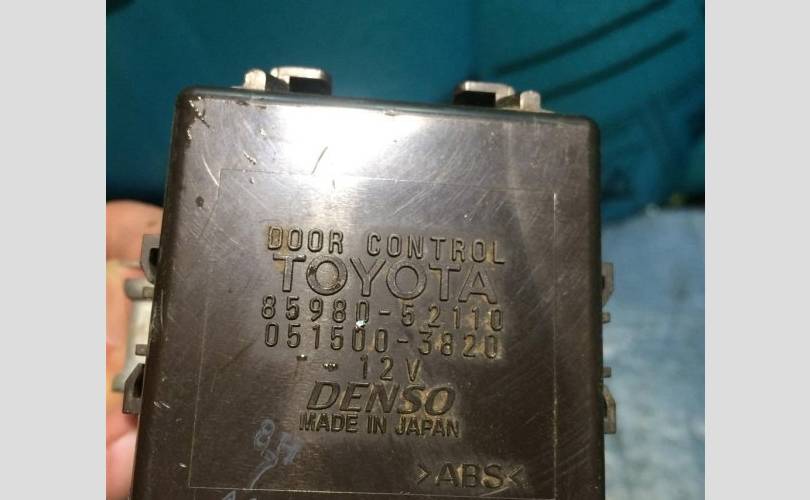 DOOR CONTROL
TOYOTA
85980-52110
051500-3820
12V
DENSO
MADE IN JAPAN
>ABS<